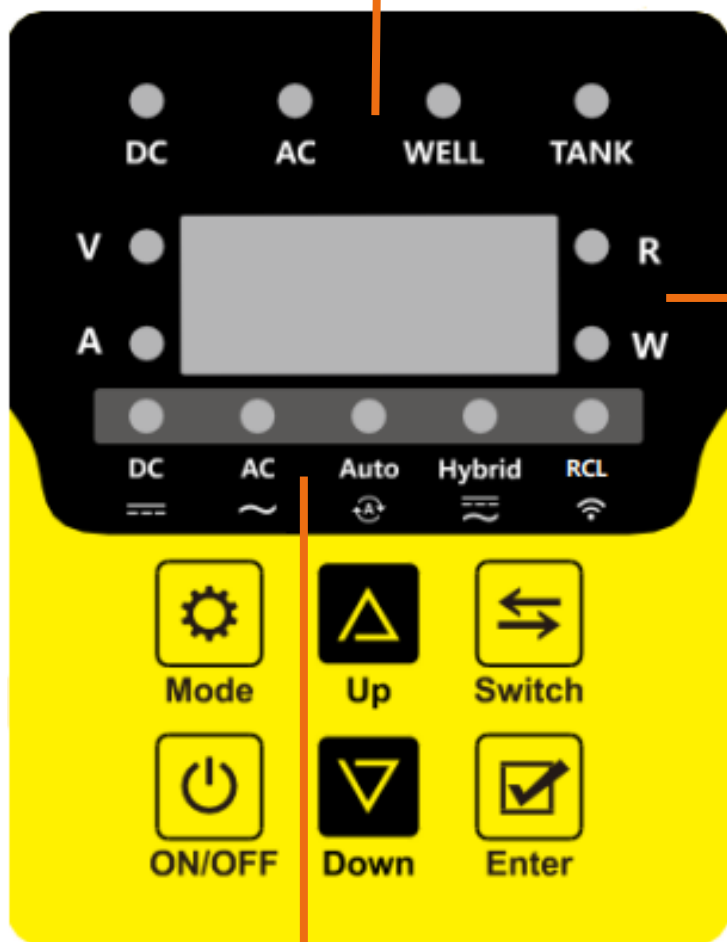 DC AC WELL TANK
V R
A W
DC AC Auto Hybrid RCL
A
Mode Up Switch
ON/OFF Down Enter